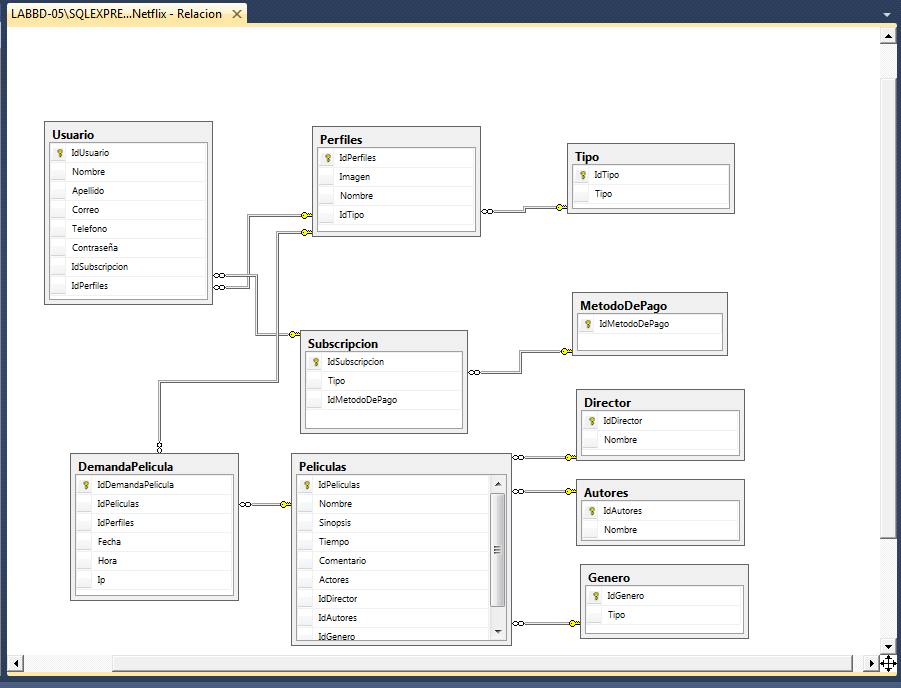 LABBD-05\SQLEXPRE...Netflix - Relacion
Usuario
IdUsuario
Nombre
Apellido
Correo
Telefono
Contraseña
IdSubscripcion
IdPerfiles
Perfiles
IdPerfiles
Imagen
Nombre
IdTipo
Tipo
IdTipo
Tipo
Subscripcion
IdSubscripcion
Tipo
IdMetodoDePago
MetodoDePago
IdMetodoDePago
DemandaPelicula
IdDemandaPelicula
IdPeliculas
IdPerfiles
Fecha
Hora
Ip
Peliculas
IdPeliculas
Nombre
Sinopsis
Tiempo
Comentario
Actores
IdDirector
IdAutores
IdGenero
Director
IdDirector
Nombre
Autores
IdAutores
Nombre
Genero
IdGenero
Tipo